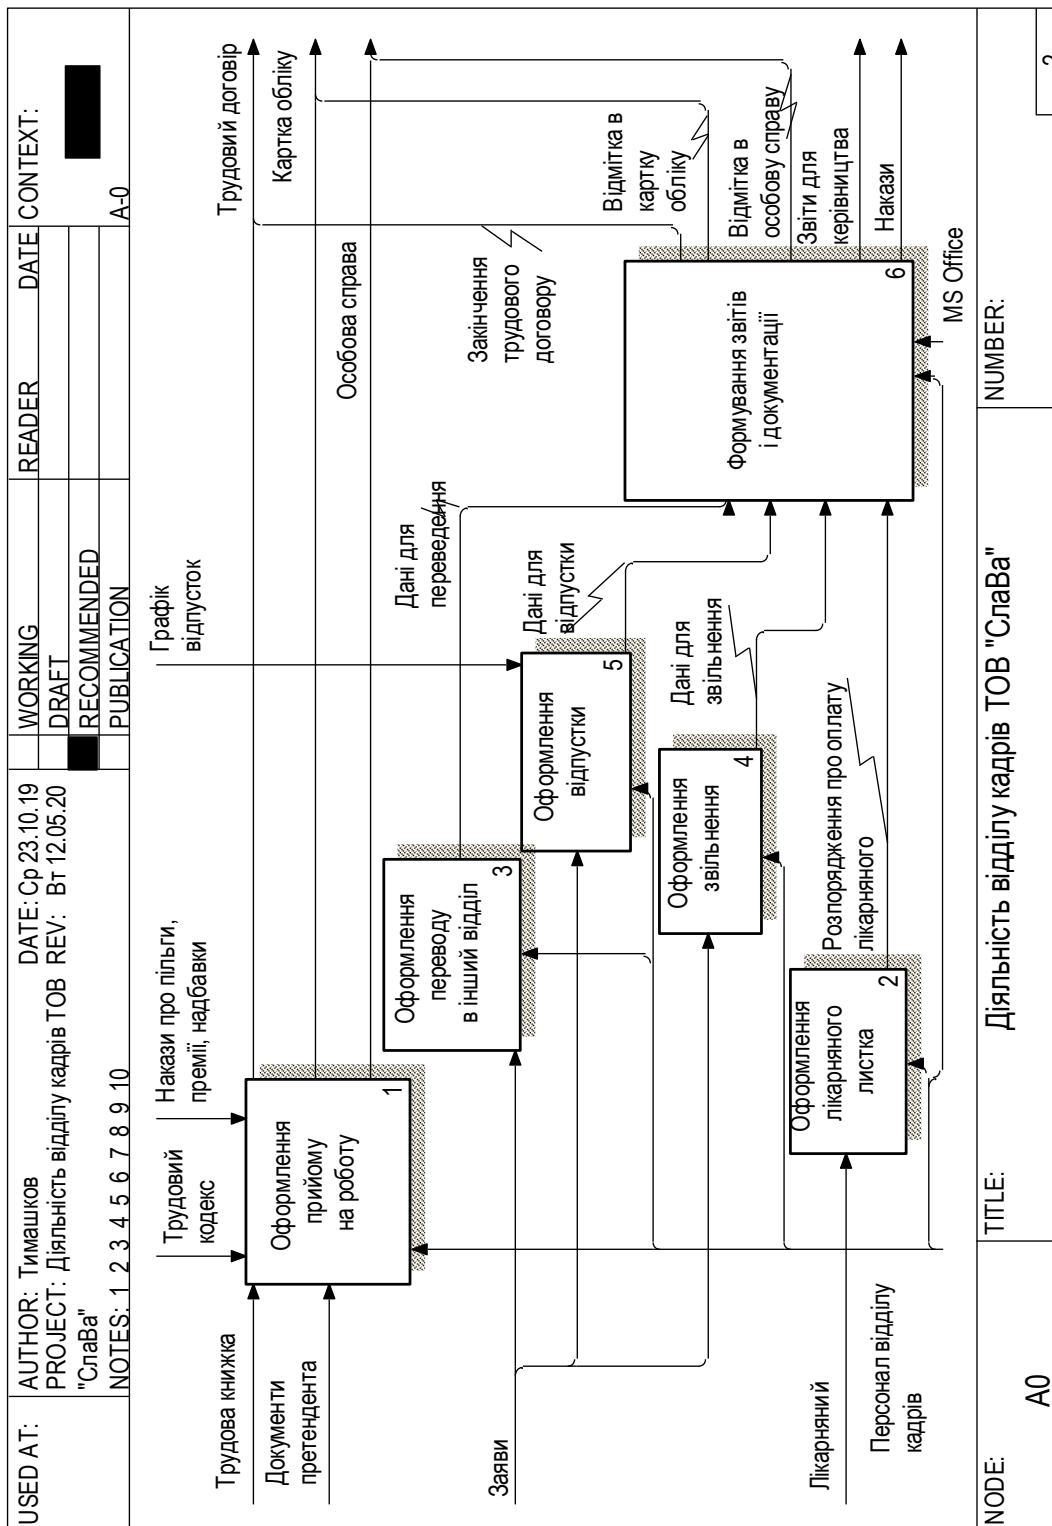 USED AT:
AUTHOR: Тимашков
DATE: Ср 23.10.19
PROJECT: Діяльність відділу кадрів ТОВ
"СлаВа"
REV: Вт 12.05.20
NOTES: 1 2 3 4 5 6 7 8 9 10
WORKING
DRAFT
RECOMMENDED
PUBLICATION
READER
DATE
CONTEXT:
A-0
Трудовий
кодекс
Накази про пільги,
премії, надбавки
Графік
відпусток
Трудова книжка
Документи
претендента
Заяви
Лікарняний
Персонал відділу
кадрів
Оформлення
прийому
на роботу
1
Оформлення
переводу
в інший відділ
3
Оформлення
відпустки
5
Оформлення
звільнення
4
Оформлення
лікарняного
листка
2
Дані для
переведення
Дані для
відпустки
Дані для
звільнення
Розпорядження про оплату
лікарняного
Формування звітів
і документації
6
Закінчення
трудового
договору
Відмітка в
картку
обліку
Відмітка в
особову справу
Звіти для
керівництва
Накази
MS Office
Трудовий договір
Картка обліку
Особова справа
NODE:
A0
TITLE:
Діяльність відділу кадрів ТОВ "СлаВа"
NUMBER:
2